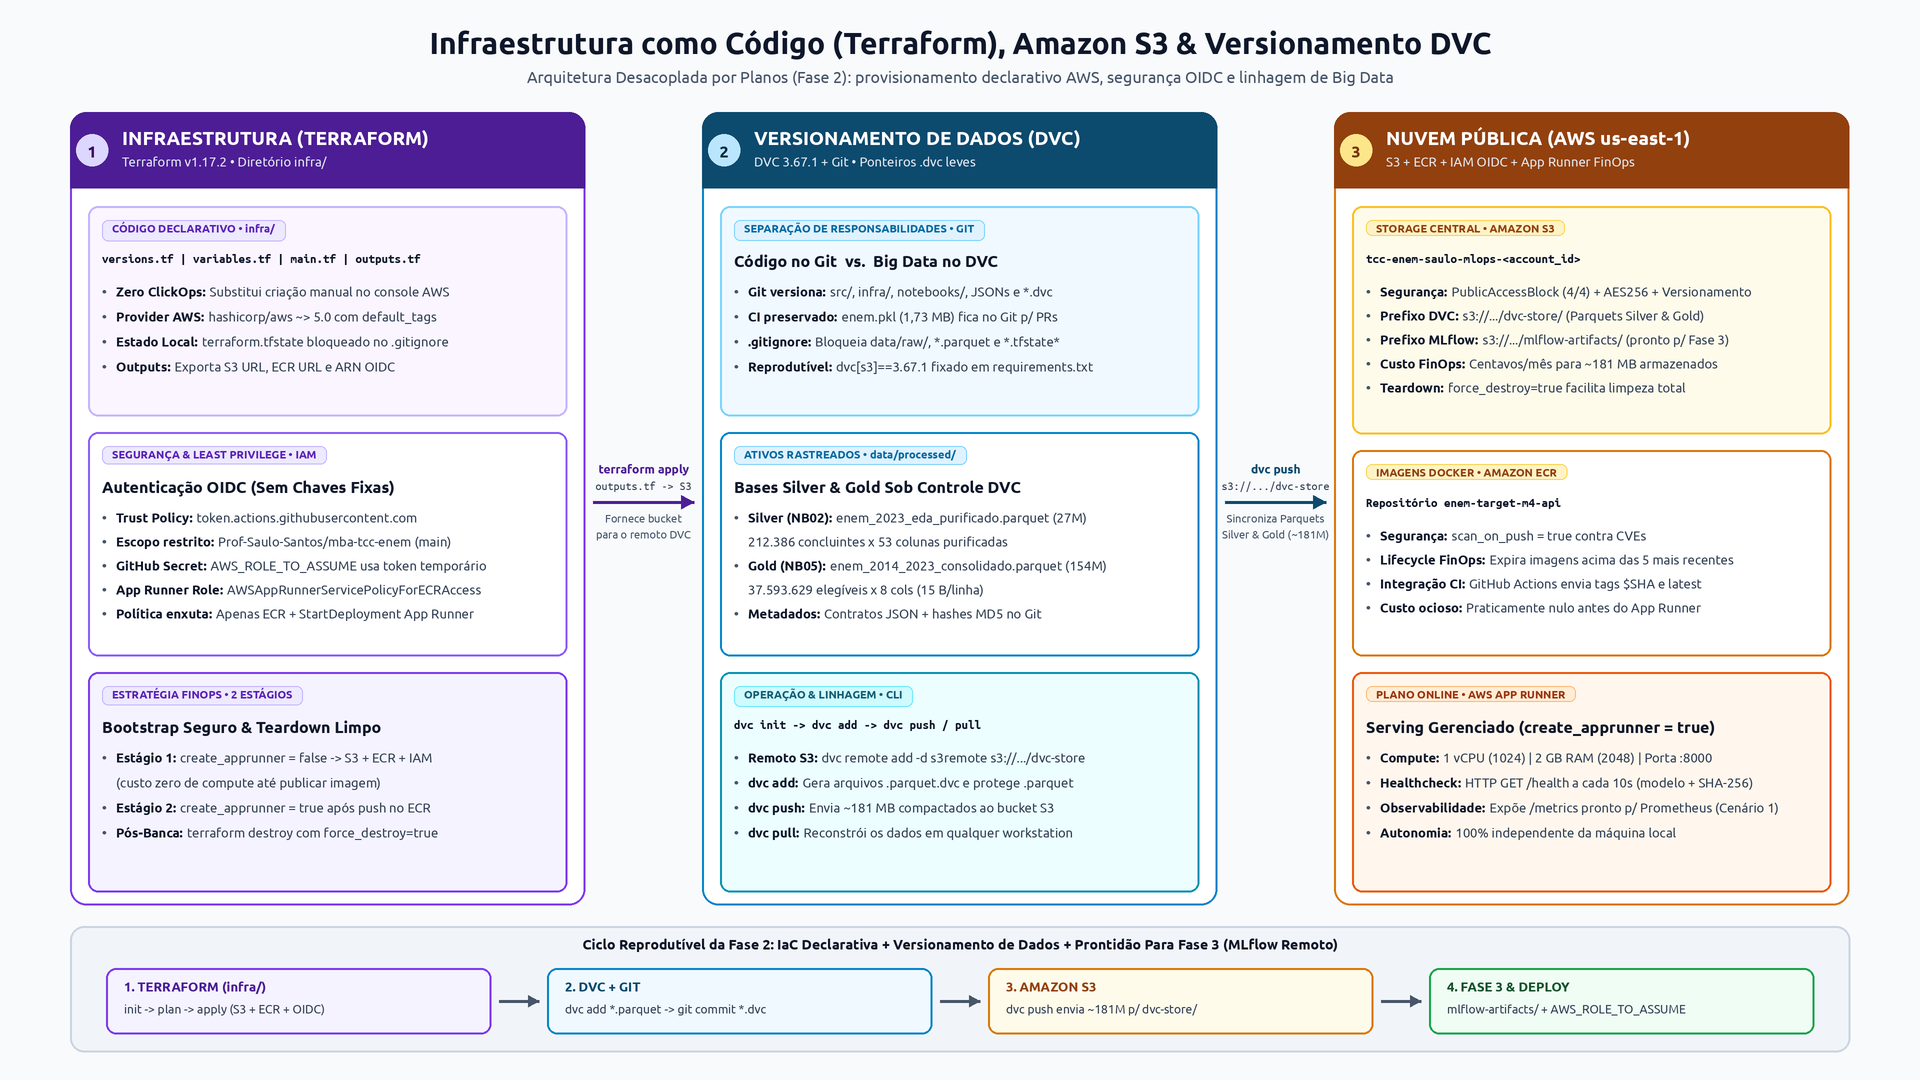 Infraestrutura como Código (Terraform), Amazon S3 & Versionamento DVC
Arquitetura Desacoplada por Planos (Fase 2): provisionamento declarativo AWS, segurança OIDC e linhagem de Big Data
1
INFRAESTRUTURA (TERRAFORM)
Terraform v1.17.2 • Diretório infra/
CÓDIGO DECLARATIVO • infra/
versions.tf | variables.tf | main.tf | outputs.tf
• Zero ClickOps: Substitui criação manual no console AWS
• Provider AWS: hashicorp/aws ~> 5.0 com default_tags
• Estado Local: terraform.tfstate bloqueado no .gitignore
• Outputs: Exporta S3 URL, ECR URL e ARN OIDC
SEGURANÇA & LEAST PRIVILEGE • IAM
Autenticação OIDC (Sem Chaves Fixas)
• Trust Policy: token.actions.githubusercontent.com
• Escopo restrito: Prof-Saulo-Santos/mba-tcc-enem (main)
• GitHub Secret: AWS_ROLE_TO_ASSUME usa token temporário
• App Runner Role: AWSAppRunnerServicePolicyForECRAccess
• Política enxuta: Apenas ECR + StartDeployment App Runner
ESTRATÉGIA FINOPS • 2 ESTÁGIOS
Bootstrap Seguro & Teardown Limpo
• Estágio 1: create_apprunner = false -> S3 + ECR + IAM
(custo zero de compute até publicar imagem)
• Estágio 2: create_apprunner = true após push no ECR
• Pós-Banca: terraform destroy com force_destroy=true
terraform apply
outputs.tf -> S3
Fornece bucket
para o remoto DVC
2
VERSIONAMENTO DE DADOS (DVC)
DVC 3.67.1 + Git • Ponteiros .dvc leves
SEPARAÇÃO DE RESPONSABILIDADES • GIT
Código no Git vs. Big Data no DVC
• Git versiona: src/, infra/, notebooks/, JSONs e *.dvc
• CI preservado: enem.pkl (1,73 MB) fica no Git p/ PRs
• .gitignore: Bloqueia data/raw/, *.parquet e *.tfstate*
• Reprodutível: dvc[s3]==3.67.1 fixado em requirements.txt
ATIVOS RASTREADOS • data/processed/
Bases Silver & Gold Sob Controle DVC
• Silver (NB02): enem_2023_eda_purificado.parquet (27M)
212.386 concluintes x 53 colunas purificadas
• Gold (NB05): enem_2014_2023_consolidado.parquet (154M)
37.593.629 elegíveis x 8 cols (15 B/linha)
• Metadados: Contratos JSON + hashes MD5 no Git
OPERAÇÃO & LINHAGEM • CLI
dvc init -> dvc add -> dvc push / pull
• Remoto S3: dvc remote add -d s3remote s3://.../dvc-store
• dvc add: Gera arquivos .parquet.dvc e protege .parquet
• dvc push: Envia ~181 MB compactados ao bucket S3
• dvc pull: Reconstrói os dados em qualquer workstation
dvc push
s3://.../dvc-store
Sincroniza Parquets
Silver & Gold (~181M)
3
NUVEM PÚBLICA (AWS us-east-1)
S3 + ECR + IAM OIDC + App Runner FinOps
STORAGE CENTRAL • AMAZON S3
tcc-enem-saulo-mlops-<account_id>
• Segurança: PublicAccessBlock (4/4) + AES256 + Versionamento
• Prefixo DVC: s3://.../dvc-store/ (Parquets Silver & Gold)
• Prefixo MLflow: s3://.../mlflow-artifacts/ (pronto p/ Fase 3)
• Custo FinOps: Centavos/mês para ~181 MB armazenados
• Teardown: force_destroy=true facilita limpeza total
IMAGENS DOCKER • AMAZON ECR
Repositório enem-target-m4-api
• Segurança: scan_on_push = true contra CVEs
• Lifecycle FinOps: Expira imagens acima das 5 mais recentes
• Integração CI: GitHub Actions envia tags $SHA e latest
• Custo ocioso: Praticamente nulo antes do App Runner
PLANO ONLINE • AWS APP RUNNER
Serving Gerenciado (create_apprunner = true)
• Compute: 1 vCPU (1024) | 2 GB RAM (2048) | Porta :8000
• Healthcheck: HTTP GET /health a cada 10s (modelo + SHA-256)
• Observabilidade: Expõe /metrics pronto p/ Prometheus (Cenário 1)
• Autonomia: 100% independente da máquina local
Ciclo Reprodutível da Fase 2: IaC Declarativa + Versionamento de Dados + Prontidão Para Fase 3 (MLflow Remoto)
1. TERRAFORM (infra/)
init -> plan -> apply (S3 + ECR + OIDC)
2. DVC + GIT
dvc add *.parquet -> git commit *.dvc
3. AMAZON S3
dvc push envia ~181M p/ dvc-store/
4. FASE 3 & DEPLOY
mlflow-artifacts/ + AWS_ROLE_TO_ASSUME